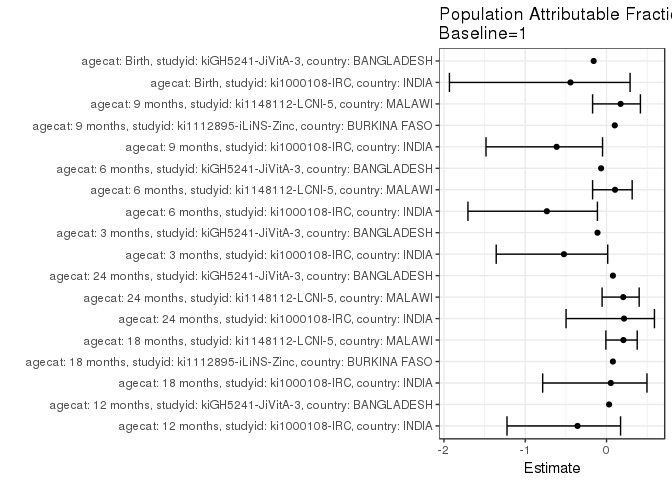 Population Attributable Fracti
Baseline=1
agecat: Birth, studyid: kiGH5241-JiVitA-3, country: BANGLADESH
agecat: Birth, studyid: ki1000108-IRC, country: INDIA
agecat: 9 months, studyid: ki1148112-LCNI-5, country: MALAWI
agecat: 9 months, studyid: ki1112895-iLiNS-Zinc, country: BURKINA FASO
agecat: 9 months, studyid: ki1000108-IRC, country: INDIA
agecat: 6 months, studyid: kiGH5241-JiVitA-3, country: BANGLADESH
agecat: 6 months, studyid: ki1148112-LCNI-5, country: MALAWI
agecat: 6 months, studyid: ki1000108-IRC, country: INDIA
agecat: 3 months, studyid: kiGH5241-JiVitA-3, country: BANGLADESH
agecat: 3 months, studyid: ki1000108-IRC, country: INDIA
agecat: 24 months, studyid: kiGH5241-JiVitA-3, country: BANGLADESH
agecat: 24 months, studyid: ki1148112-LCNI-5, country: MALAWI
agecat: 24 months, studyid: ki1000108-IRC, country: INDIA
agecat: 18 months, studyid: ki1148112-LCNI-5, country: MALAWI
agecat: 18 months, studyid: ki1112895-iLiNS-Zinc, country: BURKINA FASO
agecat: 18 months, studyid: ki1000108-IRC, country: INDIA
agecat: 12 months, studyid: kiGH5241-JiVitA-3, country: BANGLADESH
agecat: 12 months, studyid: ki1000108-IRC, country: INDIA
-2 -1 0
Estimate